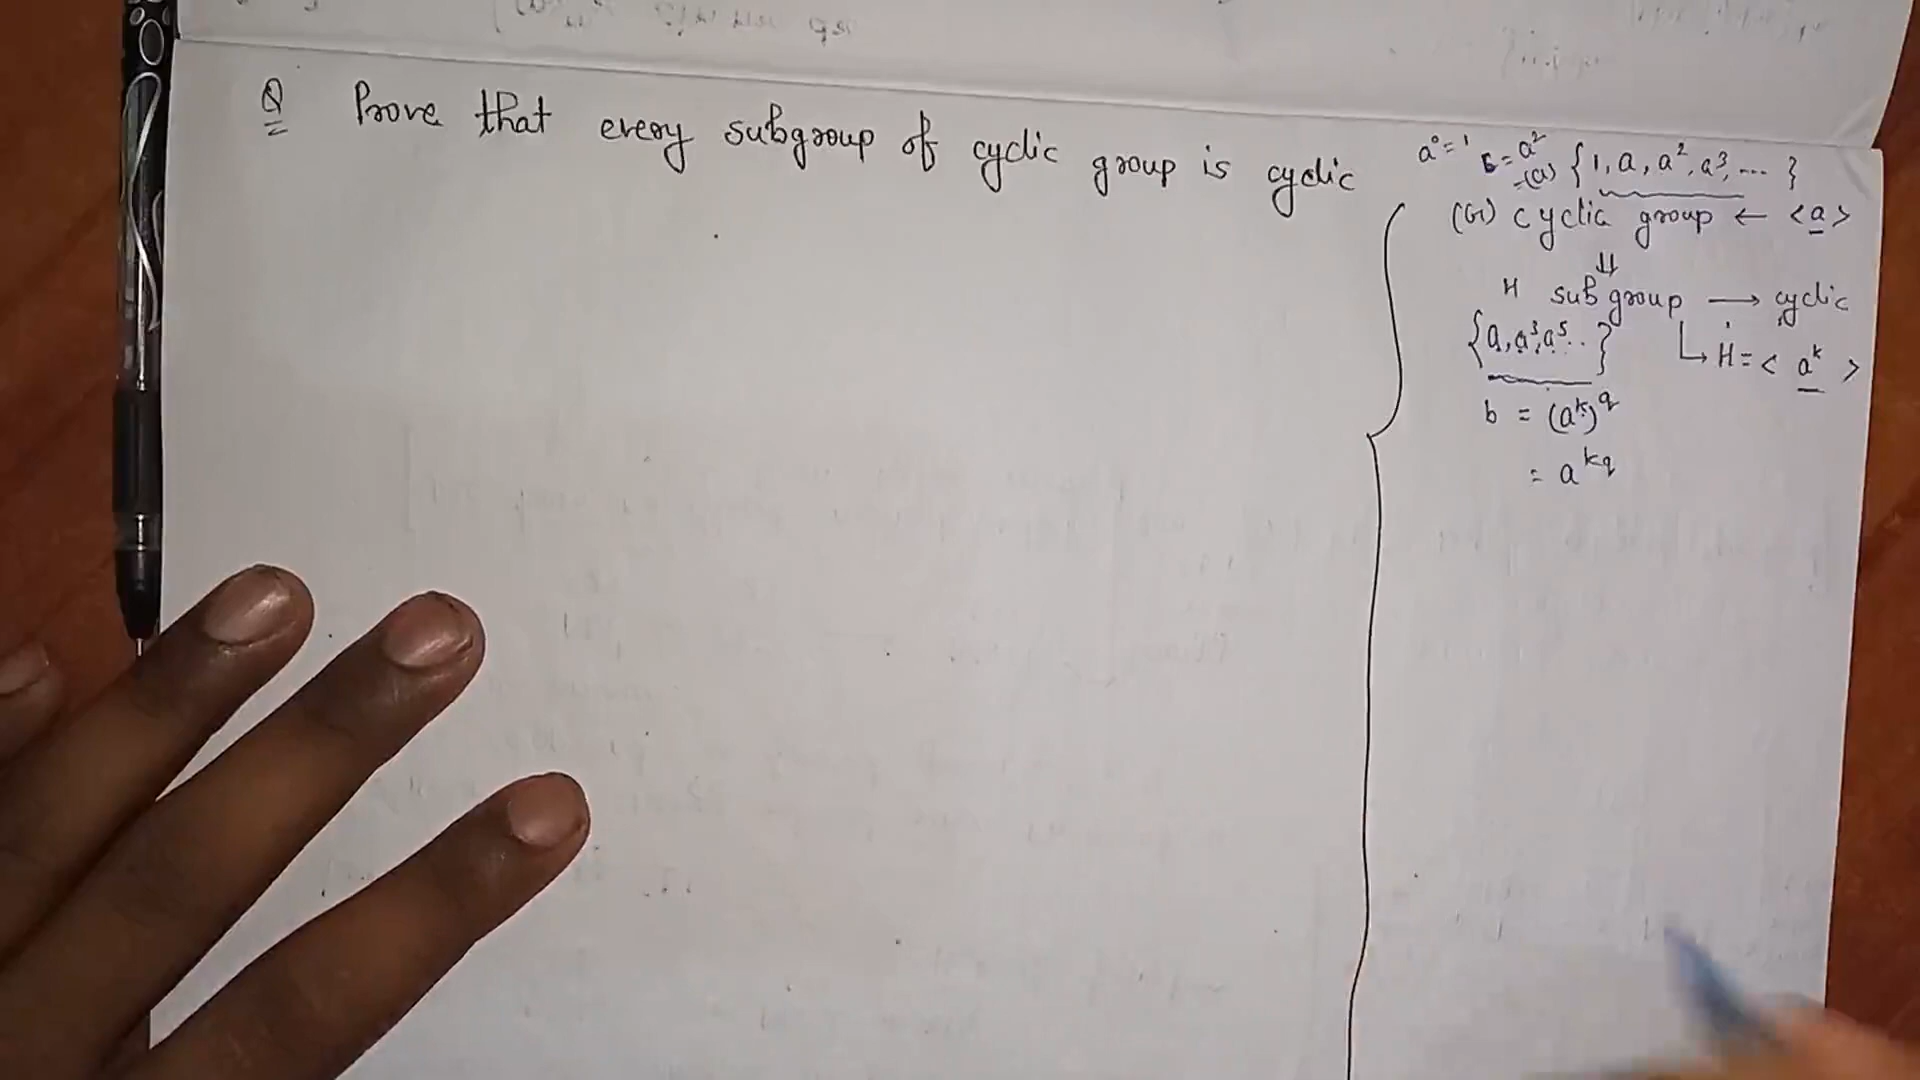 Q Prove that every subgroup of cyclic group is cyclic
a⁰ = 1 = a² = (a) {1, a, a², a³, ... }
(G) cyclic group ← <a>
⇓
H subgroup → cyclic
{a, a³, a⁵ .. } ↳ H = < aᵏ >
b = (aᵏ)^q
= a^kq